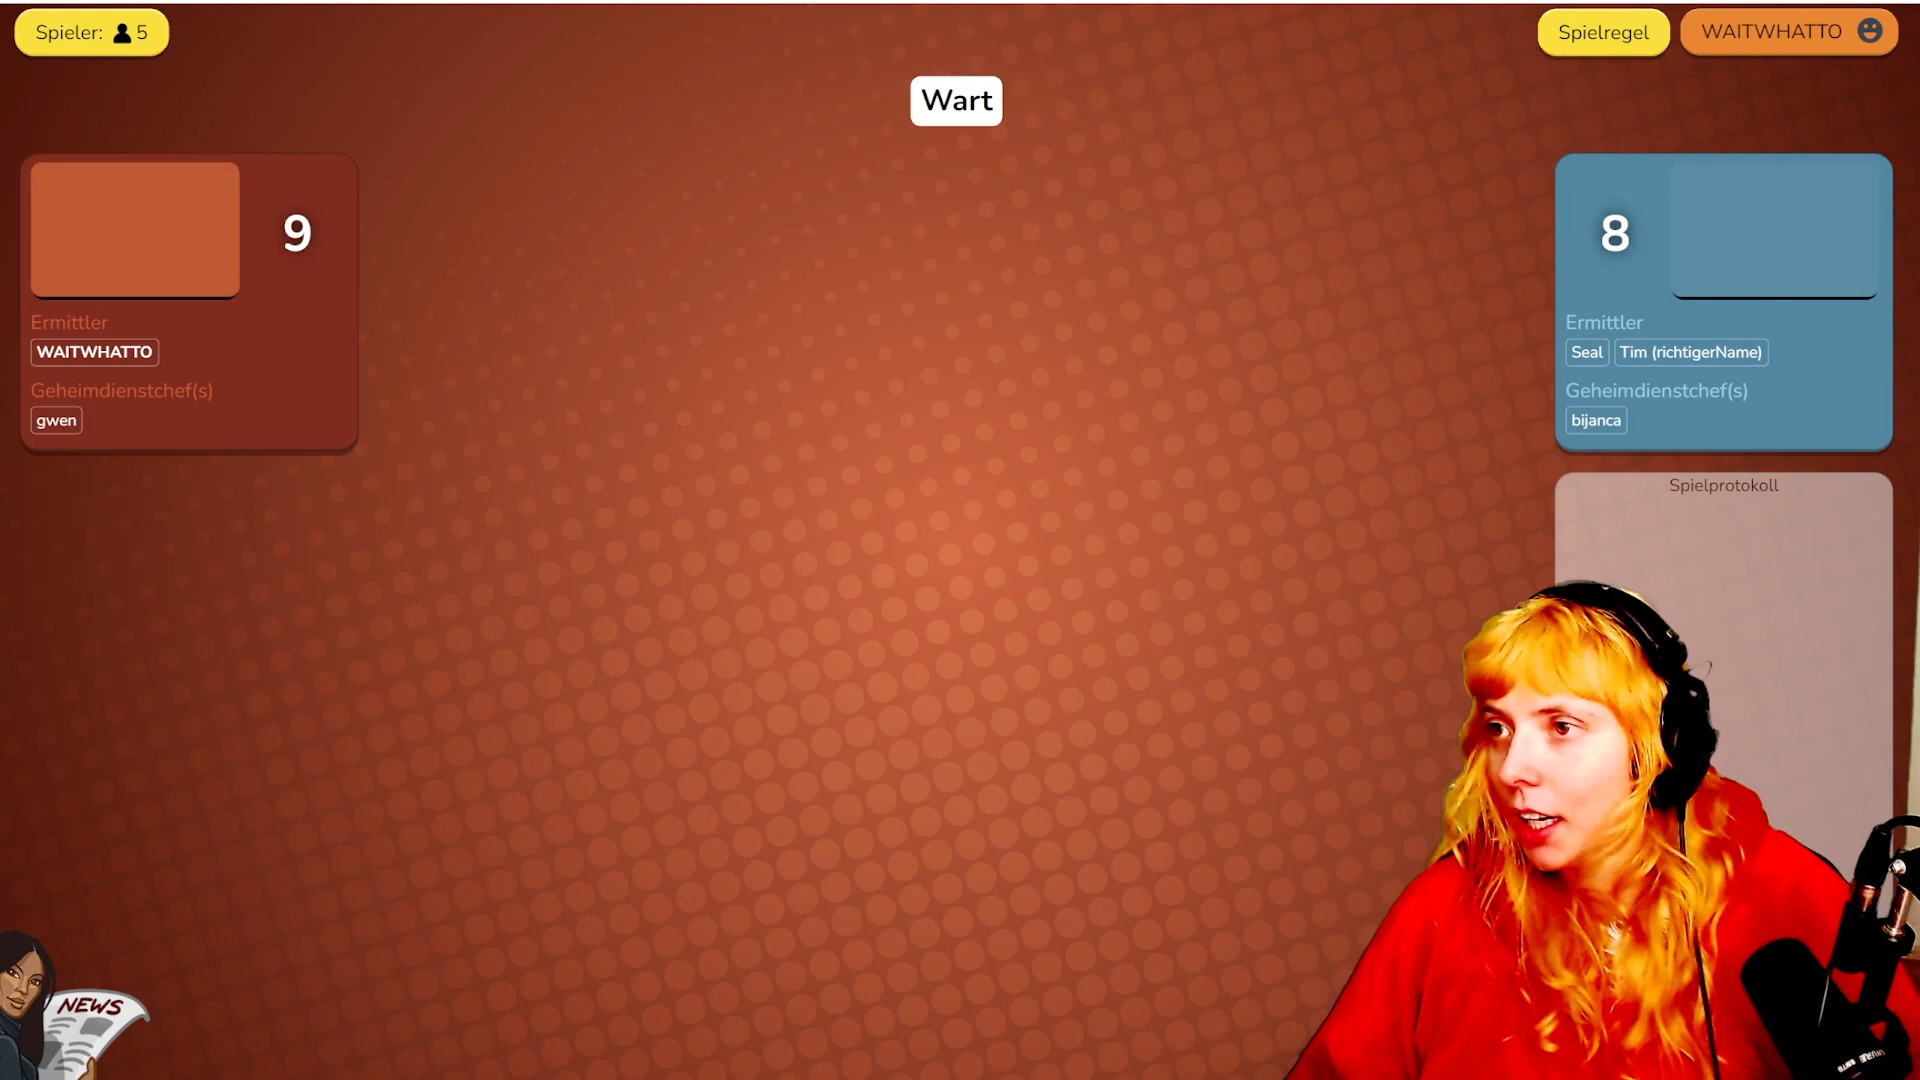 Spieler: 5
Spielregel
WAITWHATTO
Wart
9
Ermittler
WAITWHATTO
Geheimdienstchef(s)
gwen
8
Ermittler
Seal Tim (richtigerName)
Geheimdienstchef(s)
bijanca
Spielprotokoll
NEWS